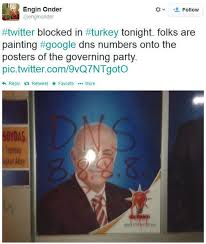 Engin Onder
@enginonder
Follow
#twitter blocked in #turkey tonight. folks are
painting #google dns numbers onto the
posters of the governing party.
pic.twitter.com/9vQ7NTgotO
Reply Retweet Favorite More
DNS
8.8.8.8.